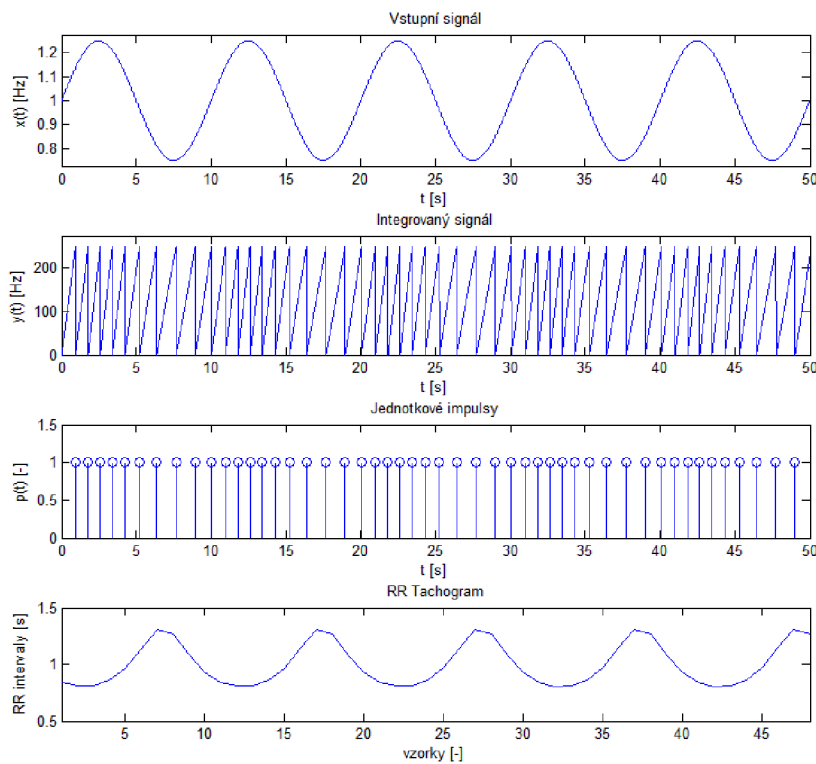 Vstupní signál
1.2
1.1
1
0.9
0.8
x(t) [Hz]
0 5 10 15 20 25 30 35 40 45 50
t [s]
Integrovaný signál
200
100
0
y(t) [Hz]
0 5 10 15 20 25 30 35 40 45 50
t [s]
Jednotkové impulsy
1.5
1
0.5
0
p(t) [-]
0 5 10 15 20 25 30 35 40 45 50
t [s]
RR Tachogram
1.5
1
0.5
RR intervaly [s]
5 10 15 20 25 30 35 40 45
vzorky [-]